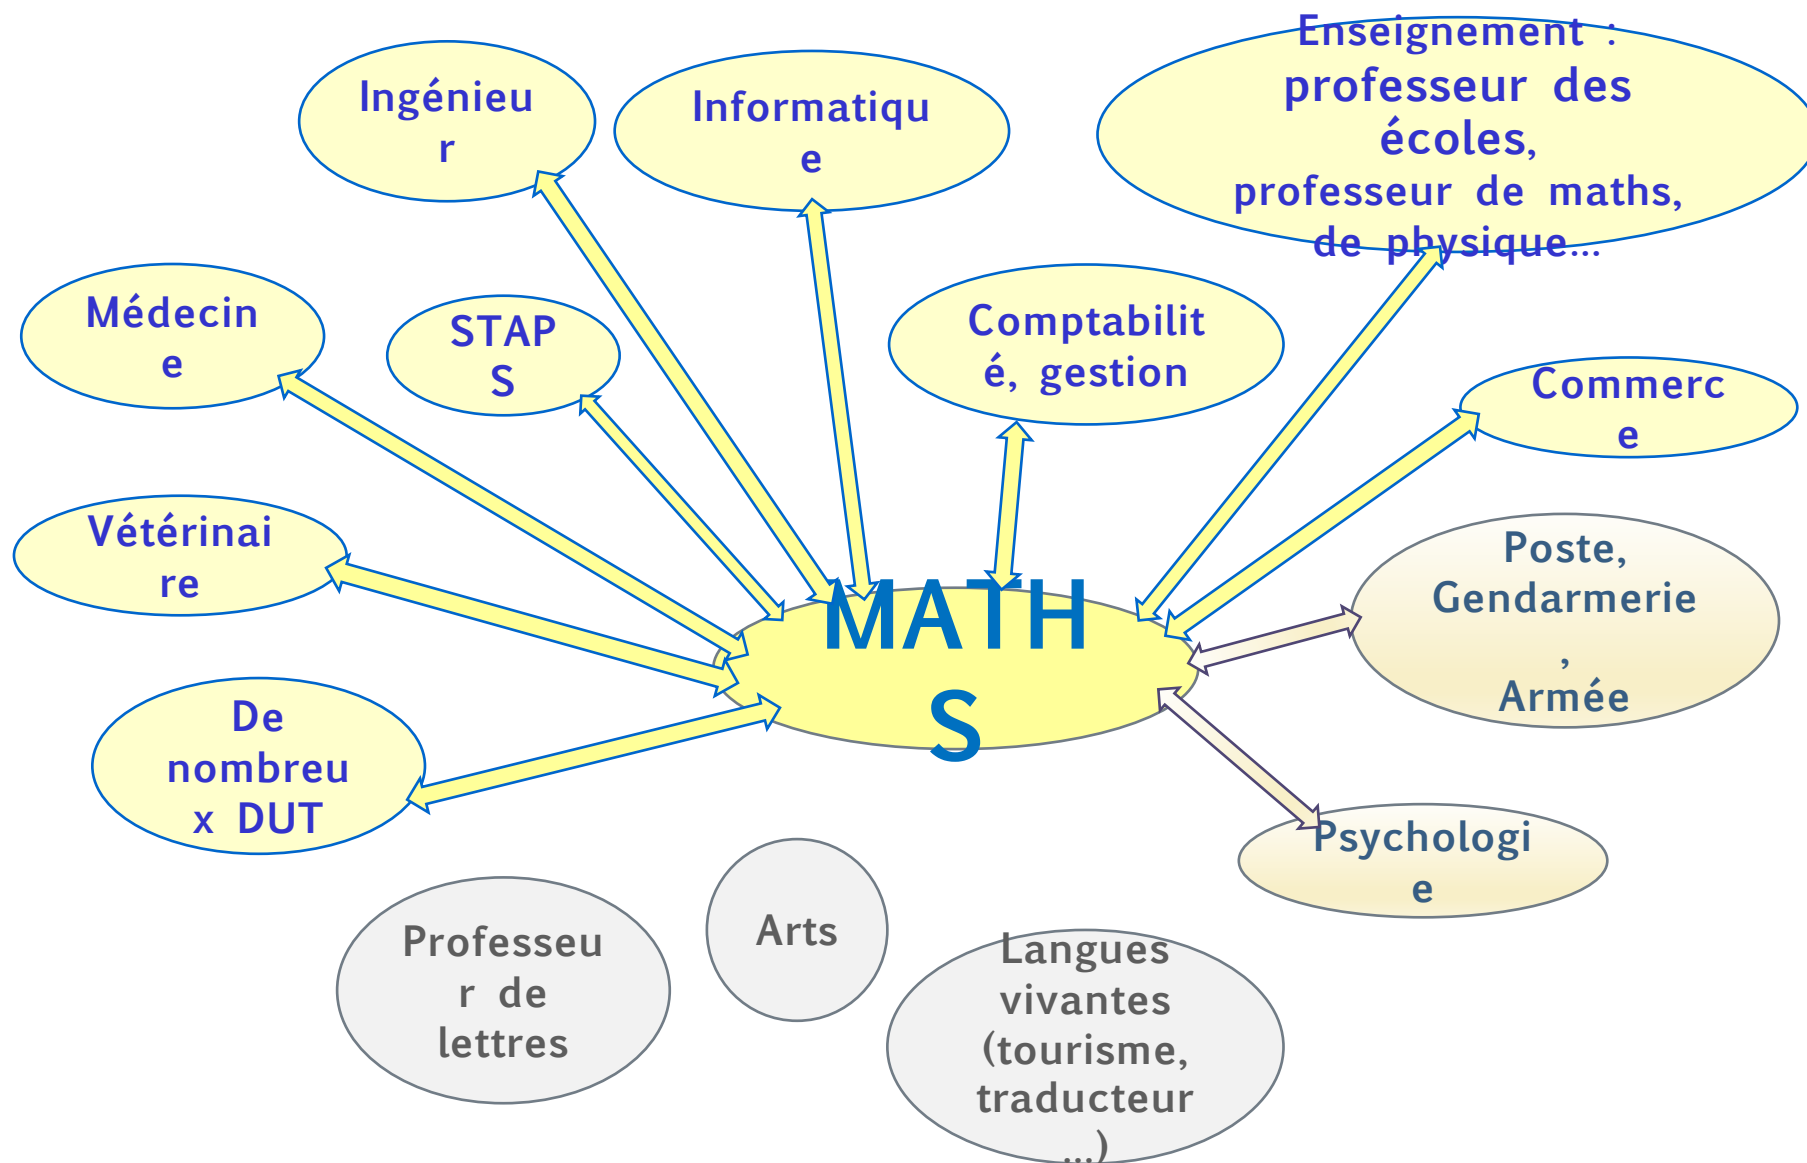 Enseignement :
professeur des
écoles,
professeur de maths,
de physique...
Ingénieu
r
Informatiqu
e
Médecin
e
STAP
S
Comptabilit
é, gestion
Commerc
e
Vétérinai
re
Poste,
Gendarmerie
,
Armée
MATH
S
De
nombreu
x DUT
Psychologi
e
Professeu
r de
lettres
Arts
Langues
vivantes
(tourisme,
traducteur
...)